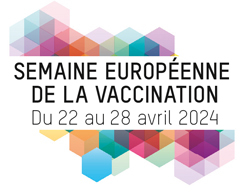 SEMAINE EUROPÉENNE
DE LA VACCINATION
Du 22 au 28 avril 2024